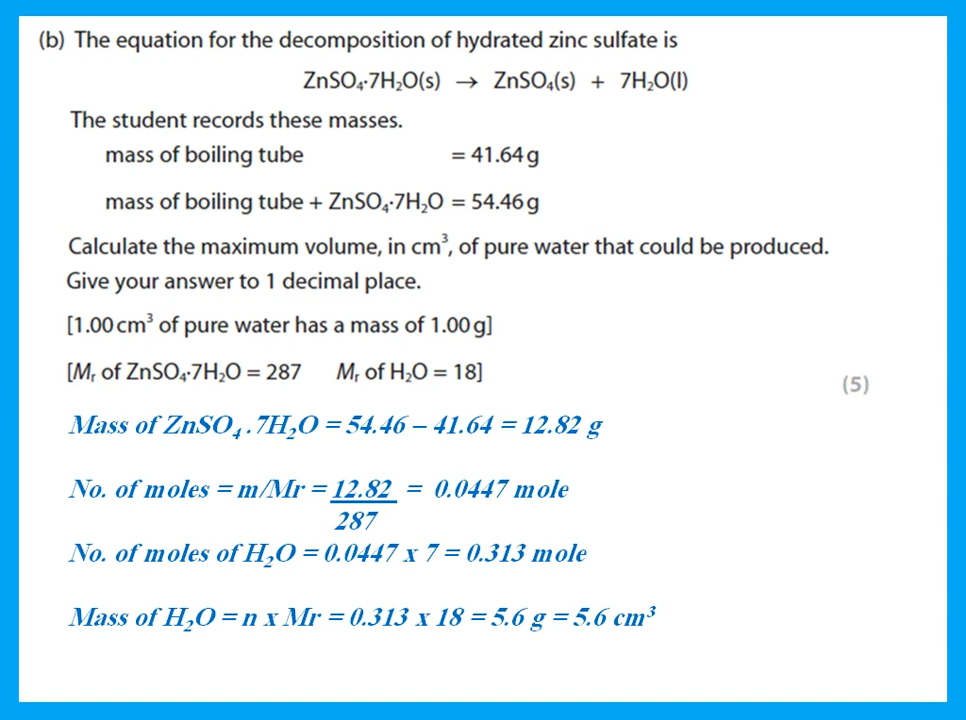 (b) The equation for the decomposition of hydrated zinc sulfate is
ZnSO₄·7H₂O(s) → ZnSO₄(s) + 7H₂O(l)
The student records these masses.
mass of boiling tube = 41.64 g
mass of boiling tube + ZnSO₄·7H₂O = 54.46 g
Calculate the maximum volume, in cm³, of pure water that could be produced.
Give your answer to 1 decimal place.
[1.00 cm³ of pure water has a mass of 1.00 g]
[Mᵣ of ZnSO₄·7H₂O = 287 Mᵣ of H₂O = 18]
(5)
Mass of ZnSO₄.7H₂O = 54.46 – 41.64 = 12.82 g
No. of moles = m/Mr = 12.82 = 0.0447 mole
287
No. of moles of H₂O = 0.0447 x 7 = 0.313 mole
Mass of H₂O = n x Mr = 0.313 x 18 = 5.6 g = 5.6 cm³